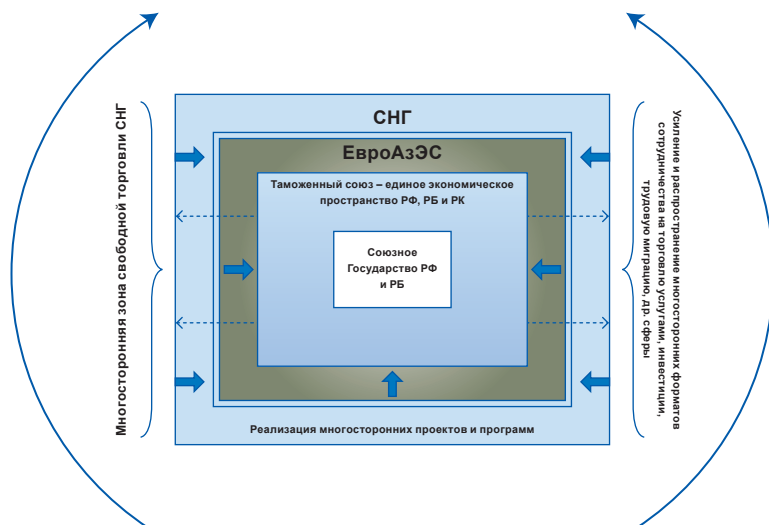 Многосторонняя зона свободной торговли СНГ
СНГ
ЕвроАзЭС
Таможенный союз – единое экономическое
пространство РФ, РБ и РК
Союзное
Государство РФ
и РБ
Реализация многосторонних проектов и программ
Усиление и распространение многосторонних форматов
сотрудничества на торговлю услугами, инвестиции,
трудовую миграцию, др. сферы